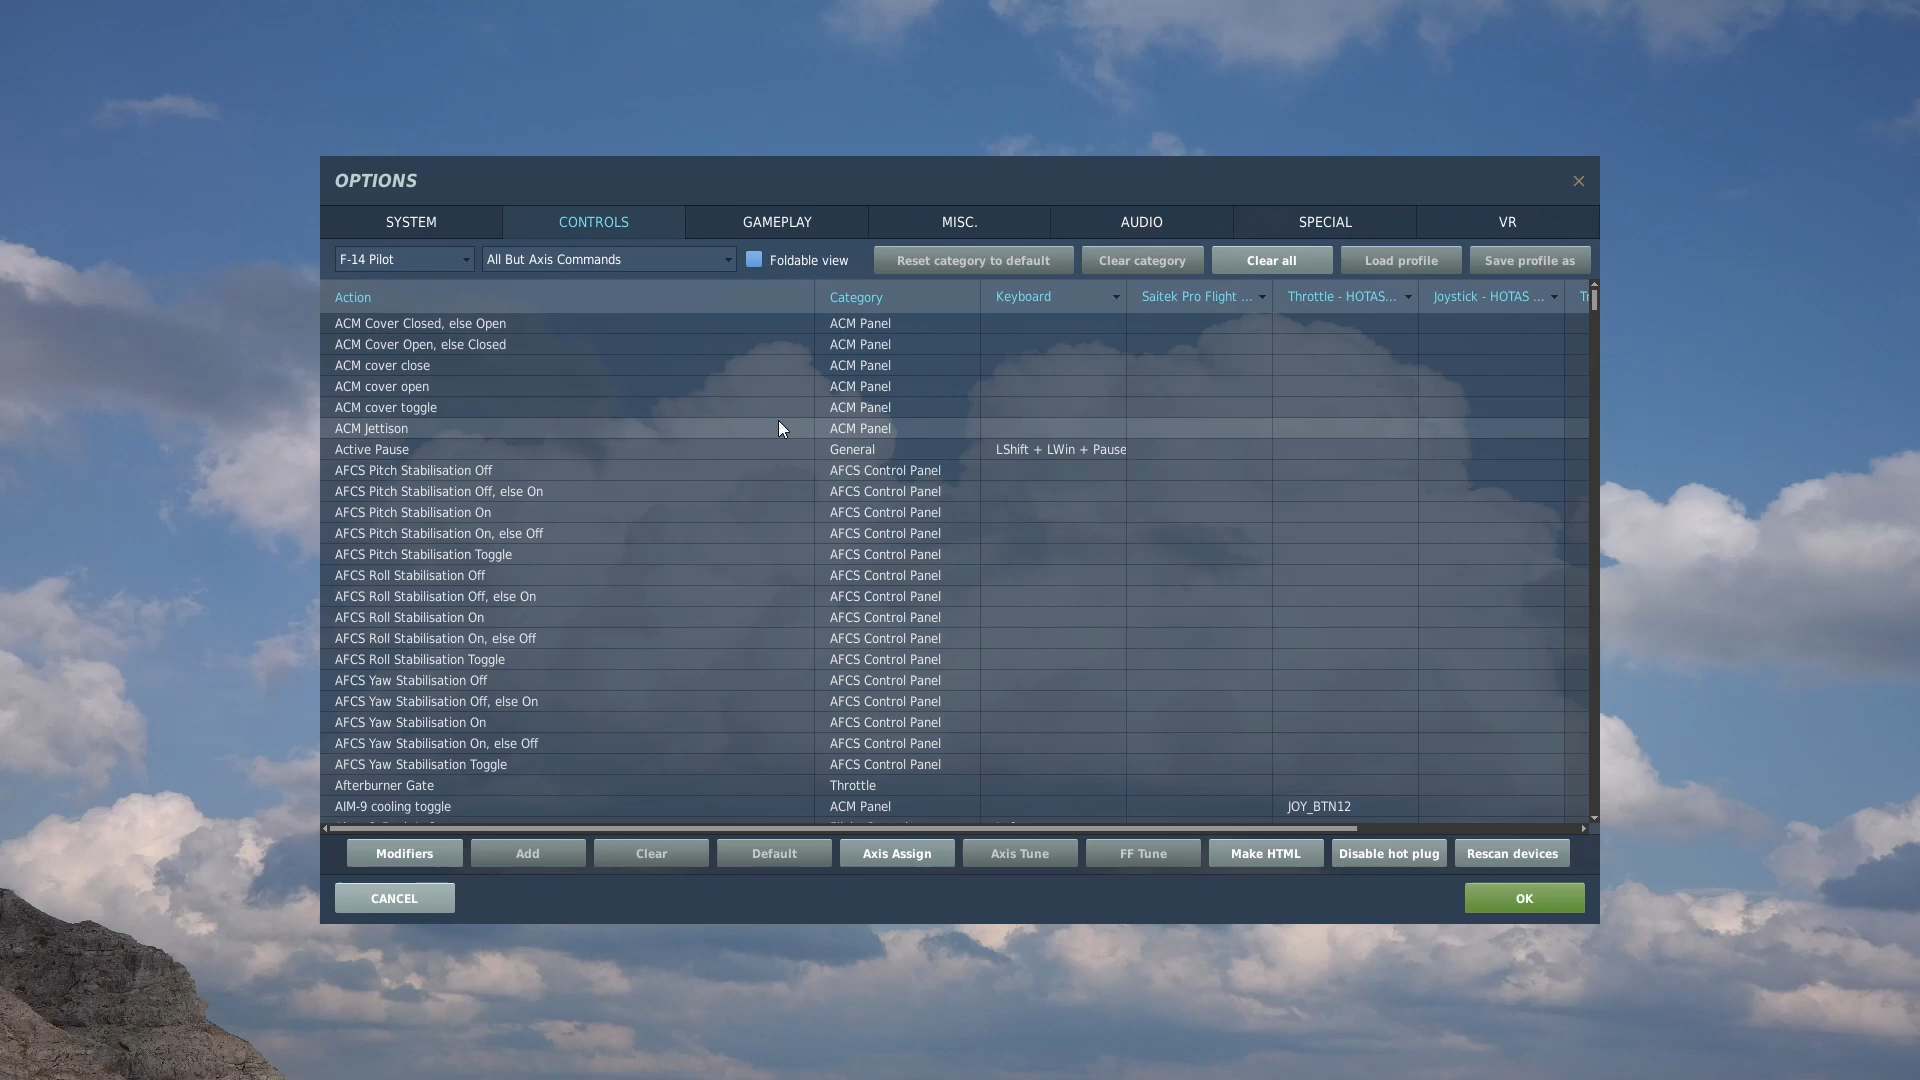 OPTIONS
SYSTEM CONTROLS GAMEPLAY MISC. AUDIO SPECIAL VR
F-14 Pilot All But Axis Commands Foldable view Reset category to default Clear category Clear all Load profile Save profile as
Action Category Keyboard Saitek Pro Flight ... Throttle - HOTAS... Joystick - HOTAS ...
ACM Cover Closed, else Open ACM Panel
ACM Cover Open, else Closed ACM Panel
ACM cover close ACM Panel
ACM cover open ACM Panel
ACM cover toggle ACM Panel
ACM Jettison ACM Panel
Active Pause General LShift + LWin + Pause
AFCS Pitch Stabilisation Off AFCS Control Panel
AFCS Pitch Stabilisation Off, else On AFCS Control Panel
AFCS Pitch Stabilisation On AFCS Control Panel
AFCS Pitch Stabilisation On, else Off AFCS Control Panel
AFCS Pitch Stabilisation Toggle AFCS Control Panel
AFCS Roll Stabilisation Off AFCS Control Panel
AFCS Roll Stabilisation Off, else On AFCS Control Panel
AFCS Roll Stabilisation On AFCS Control Panel
AFCS Roll Stabilisation On, else Off AFCS Control Panel
AFCS Roll Stabilisation Toggle AFCS Control Panel
AFCS Yaw Stabilisation Off AFCS Control Panel
AFCS Yaw Stabilisation Off, else On AFCS Control Panel
AFCS Yaw Stabilisation On AFCS Control Panel
AFCS Yaw Stabilisation On, else Off AFCS Control Panel
AFCS Yaw Stabilisation Toggle AFCS Control Panel
Afterburner Gate Throttle
AIM-9 cooling toggle ACM Panel JOY_BTN12
Modifiers Add Clear Default Axis Assign Axis Tune FF Tune Make HTML Disable hot plug Rescan devices
CANCEL OK